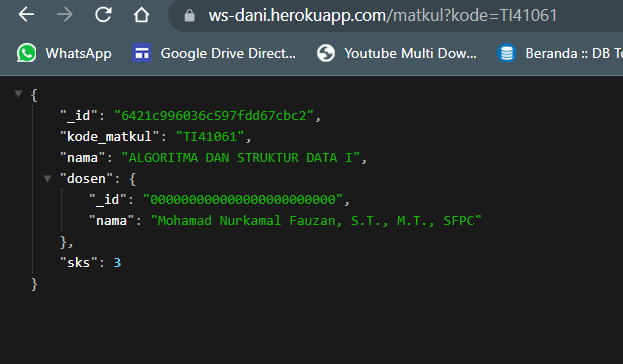 ws-dani.herokuapp.com/matkul?kode=TI41061
WhatsApp Google Drive Direct... Youtube Multi Dow... Beranda :: DB To
{
"_id": "6421c996036c597fdd67cbc2",
"kode_matkul": "TI41061",
"nama": "ALGORITMA DAN STRUKTUR DATA I",
"dosen": {
"_id": "000000000000000000000000",
"nama": "Mohamad Nurkamal Fauzan, S.T., M.T., SFPC"
},
"sks": 3
}